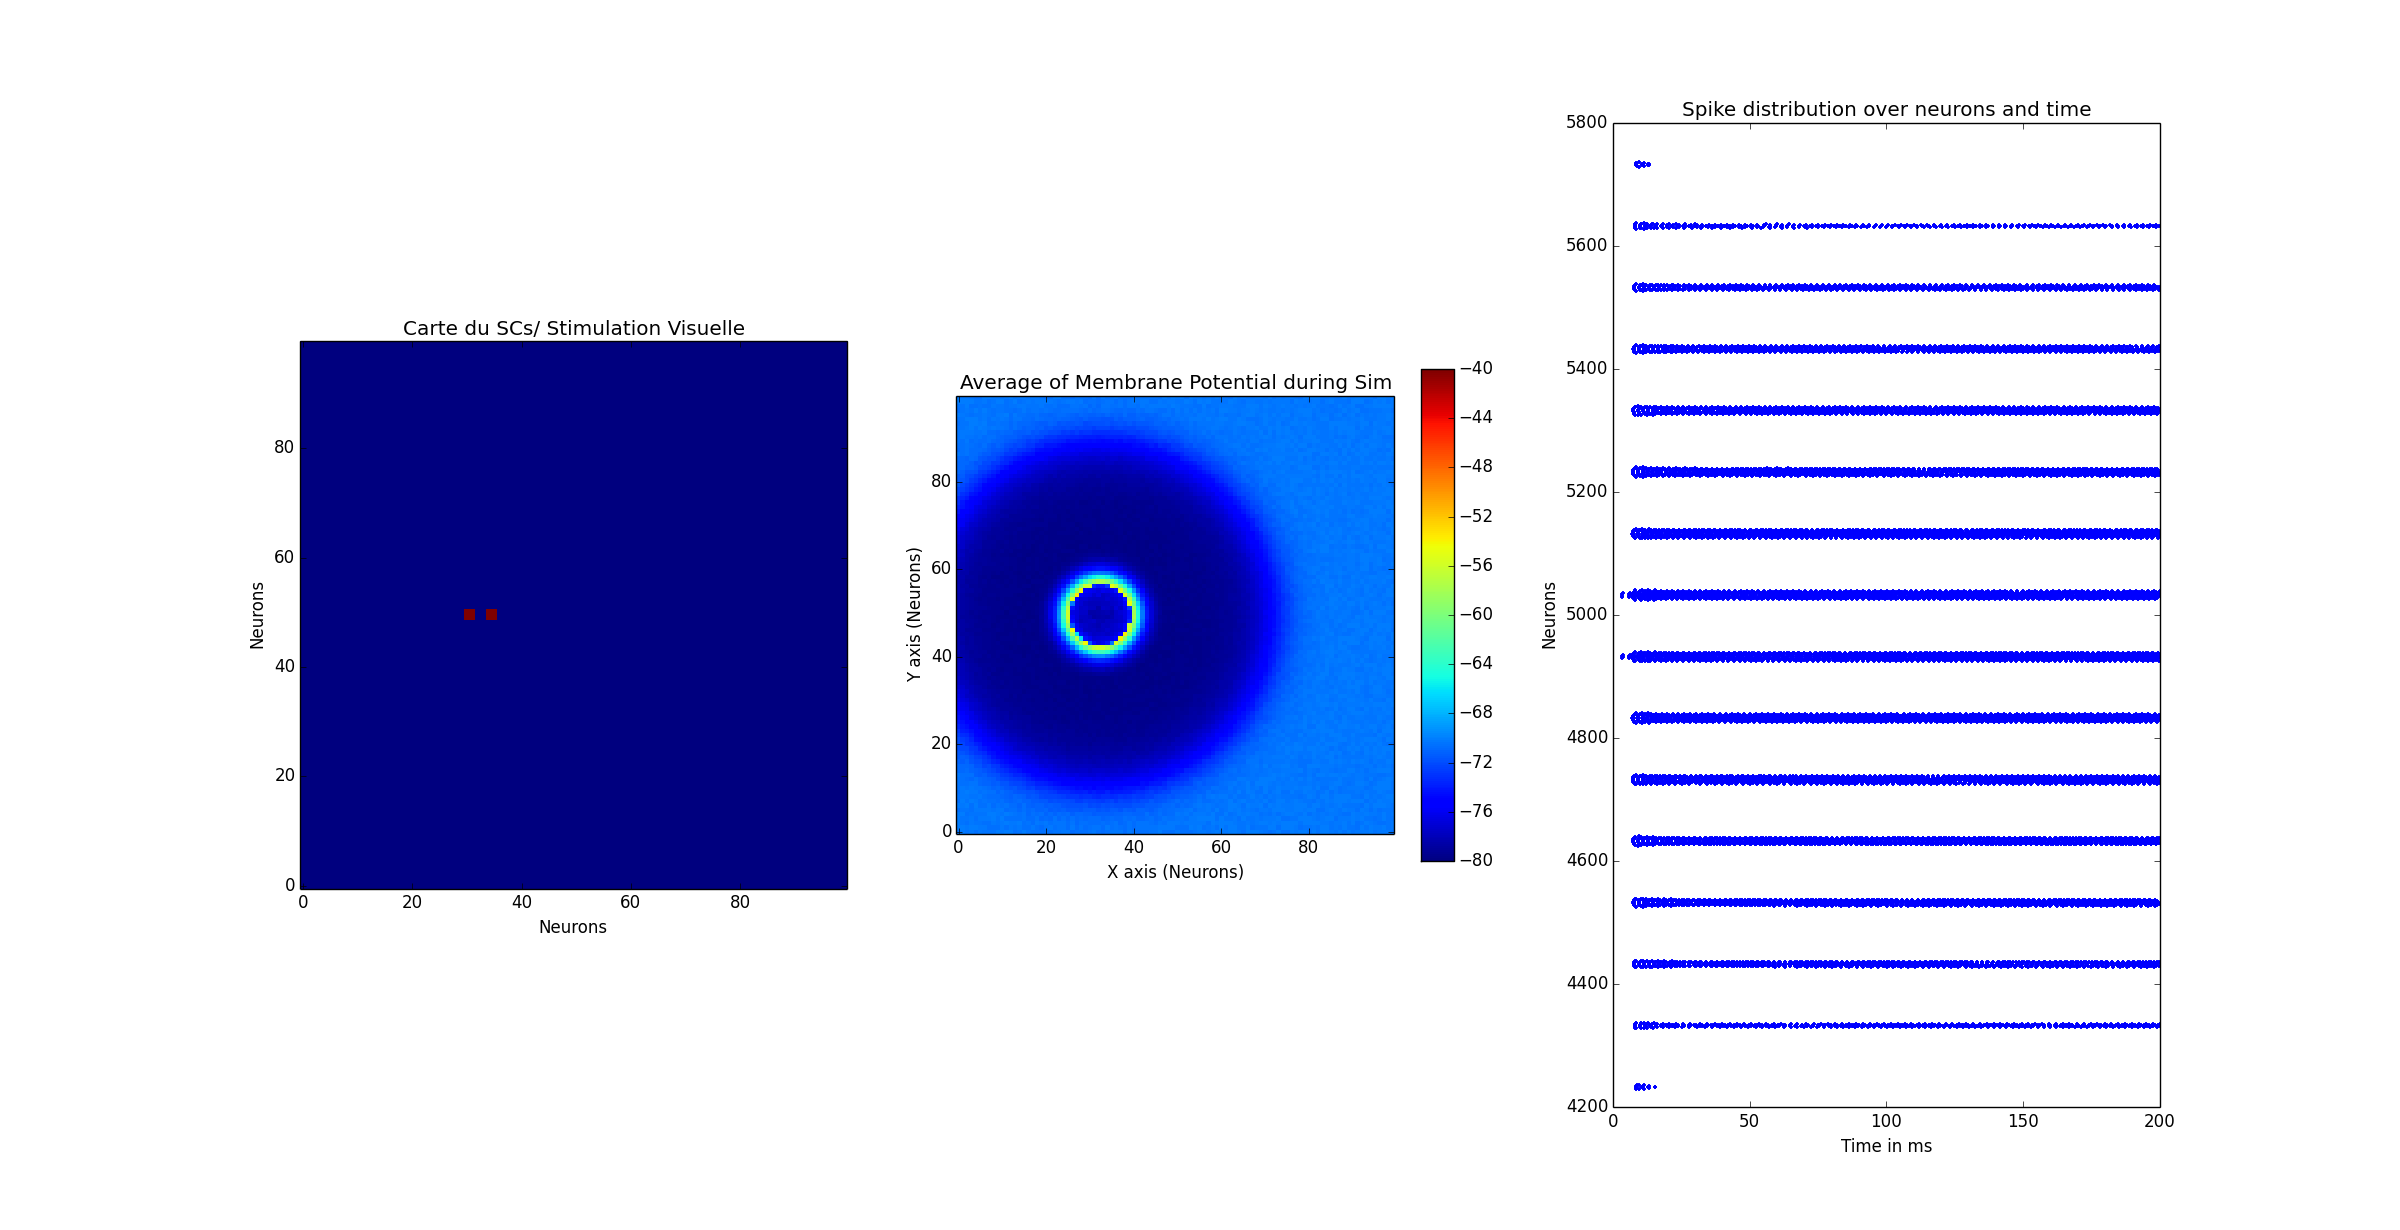 Carte du SCs/ Stimulation Visuelle
Neurons
80
60
40
20
0
0 20 40 60 80
Neurons
Average of Membrane Potential during Sim
Y axis (Neurons)
80
60
40
20
0
0 20 40 60 80
X axis (Neurons)
−40
−44
−48
−52
−56
−60
−64
−68
−72
−76
−80
Spike distribution over neurons and time
Neurons
5800
5600
5400
5200
5000
4800
4600
4400
4200
0 50 100 150 200
Time in ms